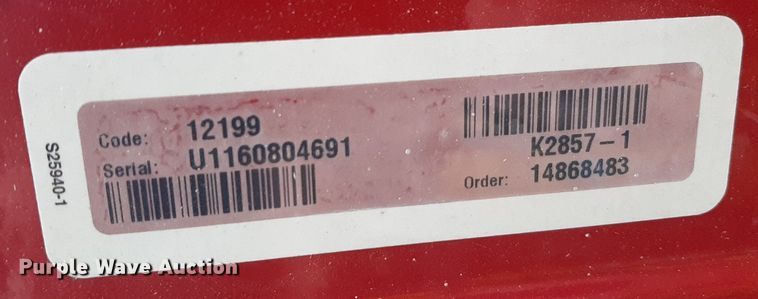 S25940-1
Code: 12199
Serial: U1160804691
K2857-1
Order: 14868483
Purple Wave Auction